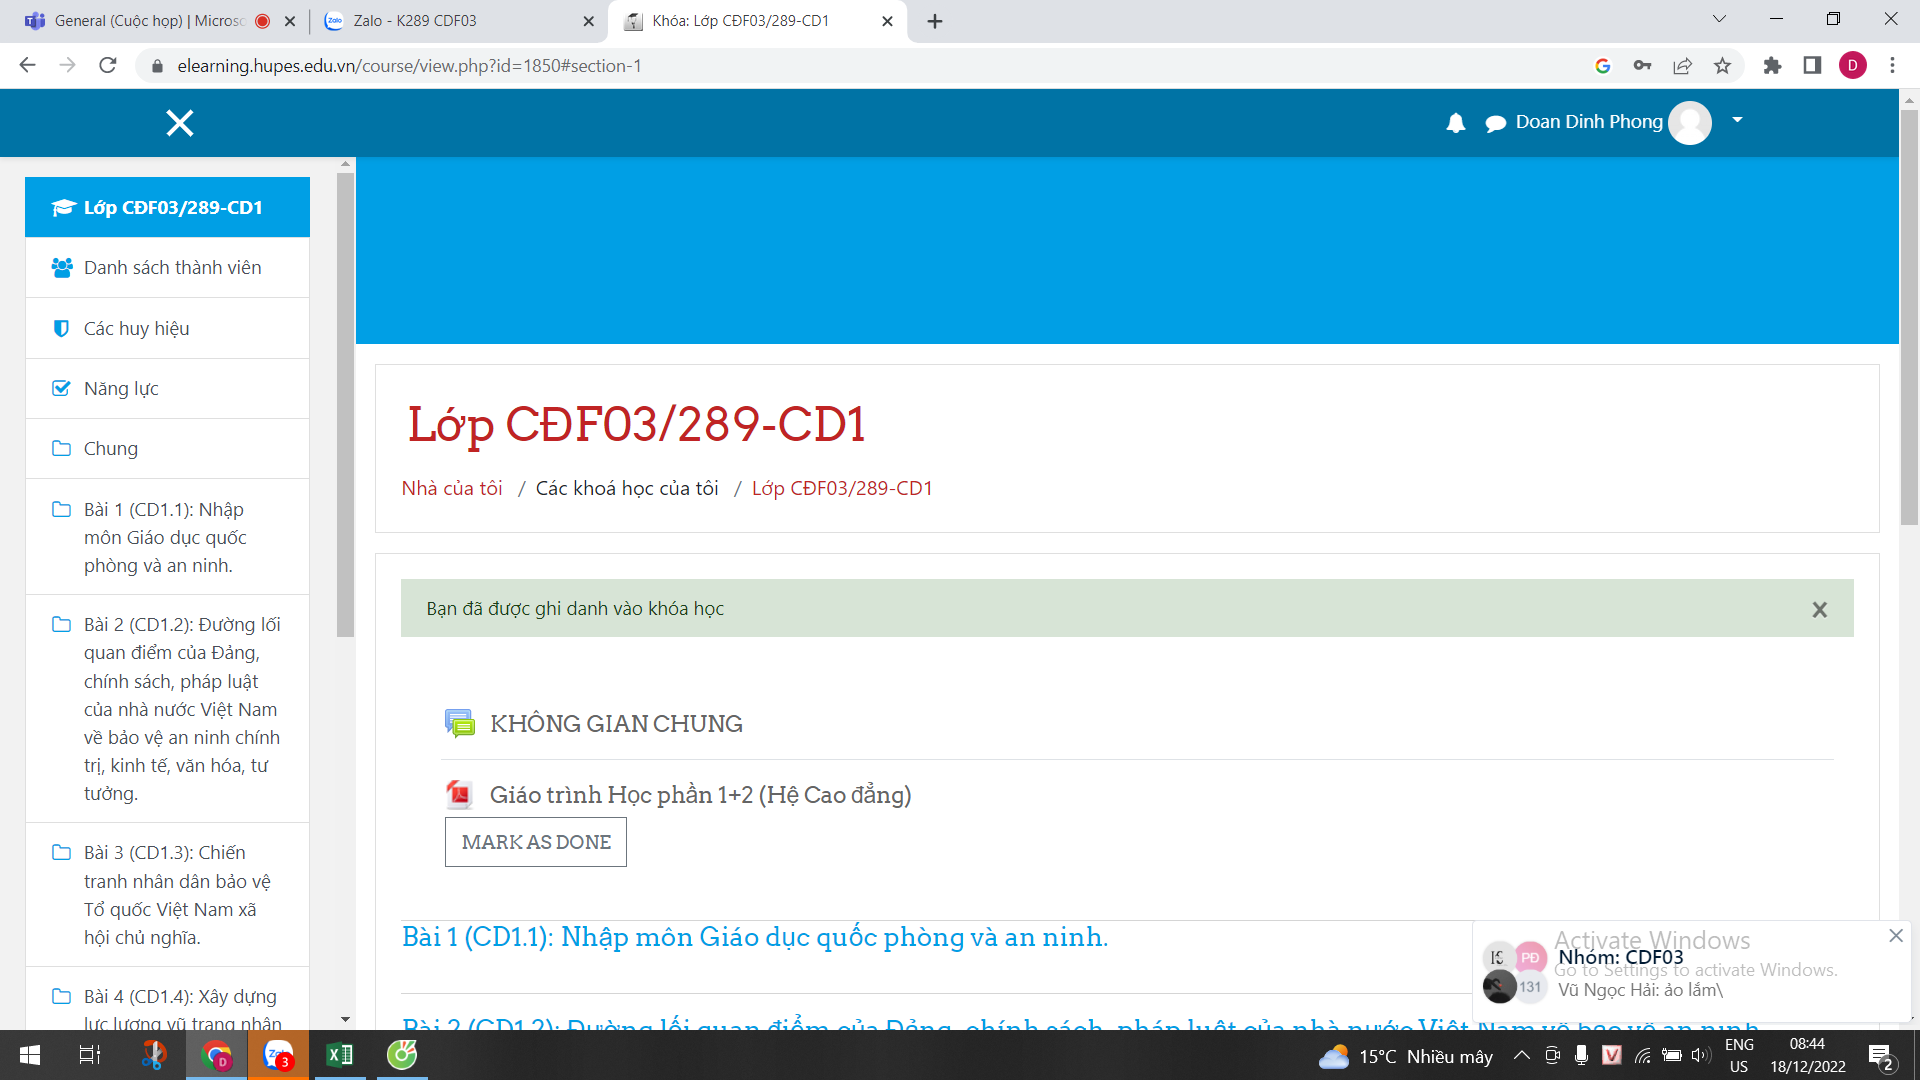 General (Cuộc họp) | Microso
Zalo - K289 CDF03
Khóa: Lớp CĐF03/289-CD1
elearning.hupes.edu.vn/course/view.php?id=1850#section-1
D
Doan Dinh Phong
Lớp CĐF03/289-CD1
Danh sách thành viên
Các huy hiệu
Năng lực
Chung
Bài 1 (CD1.1): Nhập
môn Giáo dục quốc
phòng và an ninh.
Bài 2 (CD1.2): Đường lối
quan điểm của Đảng,
chính sách, pháp luật
của nhà nước Việt Nam
về bảo vệ an ninh chính
trị, kinh tế, văn hóa, tư
tưởng.
Bài 3 (CD1.3): Chiến
tranh nhân dân bảo vệ
Tổ quốc Việt Nam xã
hội chủ nghĩa.
Bài 4 (CD1.4): Xây dựng
lực lượng vũ trang nhân
Lớp CĐF03/289-CD1
Nhà của tôi / Các khoá học của tôi / Lớp CĐF03/289-CD1
Bạn đã được ghi danh vào khóa học
KHÔNG GIAN CHUNG
Giáo trình Học phần 1+2 (Hệ Cao đẳng)
MARK AS DONE
Bài 1 (CD1.1): Nhập môn Giáo dục quốc phòng và an ninh.
Bài 2 (CD1.2): Đường lối quan điểm của Đảng, chính sách, pháp luật của nhà nước Việt Nam về bảo vệ an ninh
Activate Windows
Go to Settings to activate Windows.
PĐ
131
Nhóm: CDF03
Vũ Ngọc Hải: ảo lắm\
3
15°C Nhiều mây
ENG
US
08:44
18/12/2022
2